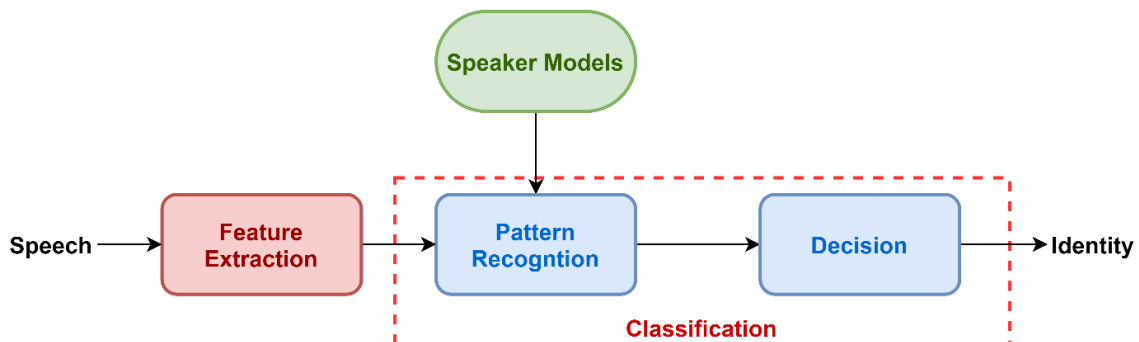 Speaker Models
Speech
Feature
Extraction
Pattern
Recogntion
Decision
Identity
Classification